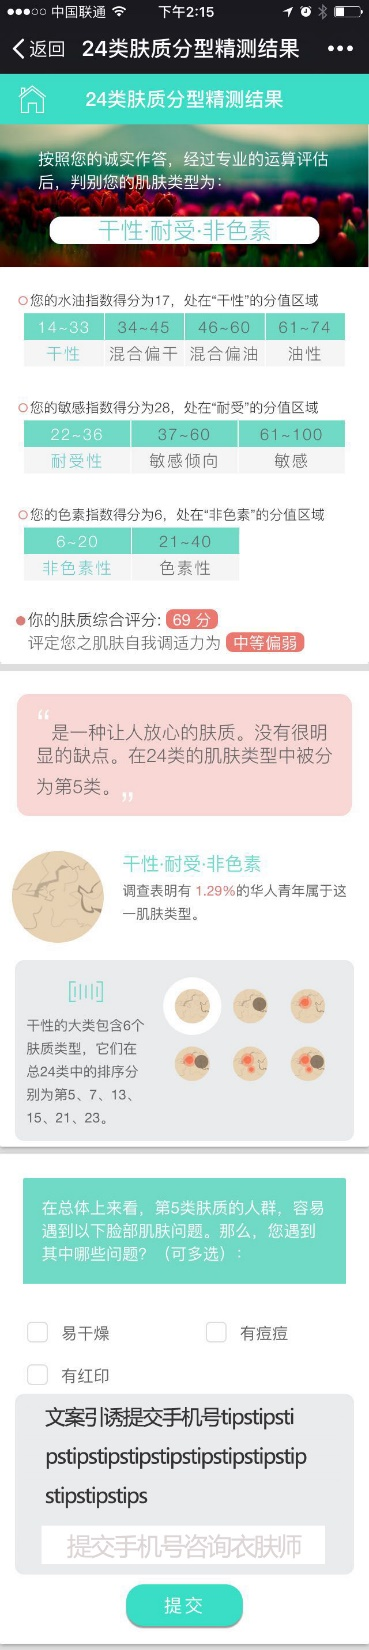 中国联通
下午2:15
返回
24类肤质分型精测结果
24类肤质分型精测结果
按照您的诚实作答，经过专业的运算评估
后，判别您的肌肤类型为：
干性·耐受·非色素
您的水油指数得分为17，处在“干性”的分值区域
14~33 34~45 46~60 61~74
干性 混合偏干 混合偏油 油性
您的敏感指数得分为28，处在“耐受”的分值区域
22~36 37~60 61~100
耐受性 敏感倾向 敏感
您的色素指数得分为6，处在“非色素”的分值区域
6~20 21~40
非色素性 色素性
你的肤质综合评分: 69 分
评定您之肌肤自我调适力为 中等偏弱
“是一种让人放心的肤质。没有很明
显的缺点。在24类的肌肤类型中被分
为第5类。”
干性·耐受·非色素
调查表明有 1.29%的华人青年属于这
一肌肤类型。
干性的大类包含6个
肤质类型，它们在
总24类中的排序分
别为第5、7、13、
15、21、23。
在总体上来看，第5类肤质的人群，容易
遇到以下脸部肌肤问题。那么，您遇到
其中哪些问题？（可多选）：
易干燥 有痘痘
有红印
文案引诱提交手机号tipstipsti
pstipstipstipstipstipstipstipstip
stipstipstips
提交手机号咨询衣肤师
提交